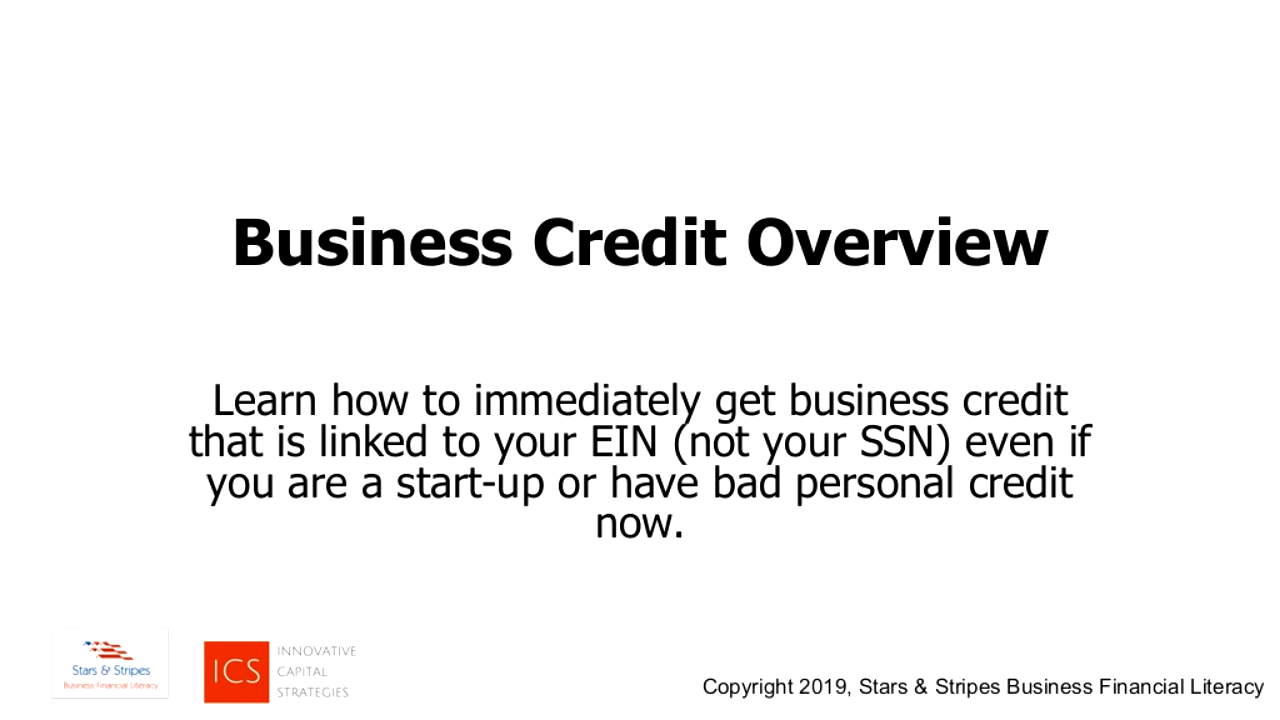 Business Credit Overview
Learn how to immediately get business credit
that is linked to your EIN (not your SSN) even if
you are a start-up or have bad personal credit
now.
Stars & Stripes
Business Financial Literacy
ICS
INNOVATIVE
CAPITAL
STRATEGIES
Copyright 2019, Stars & Stripes Business Financial Literacy